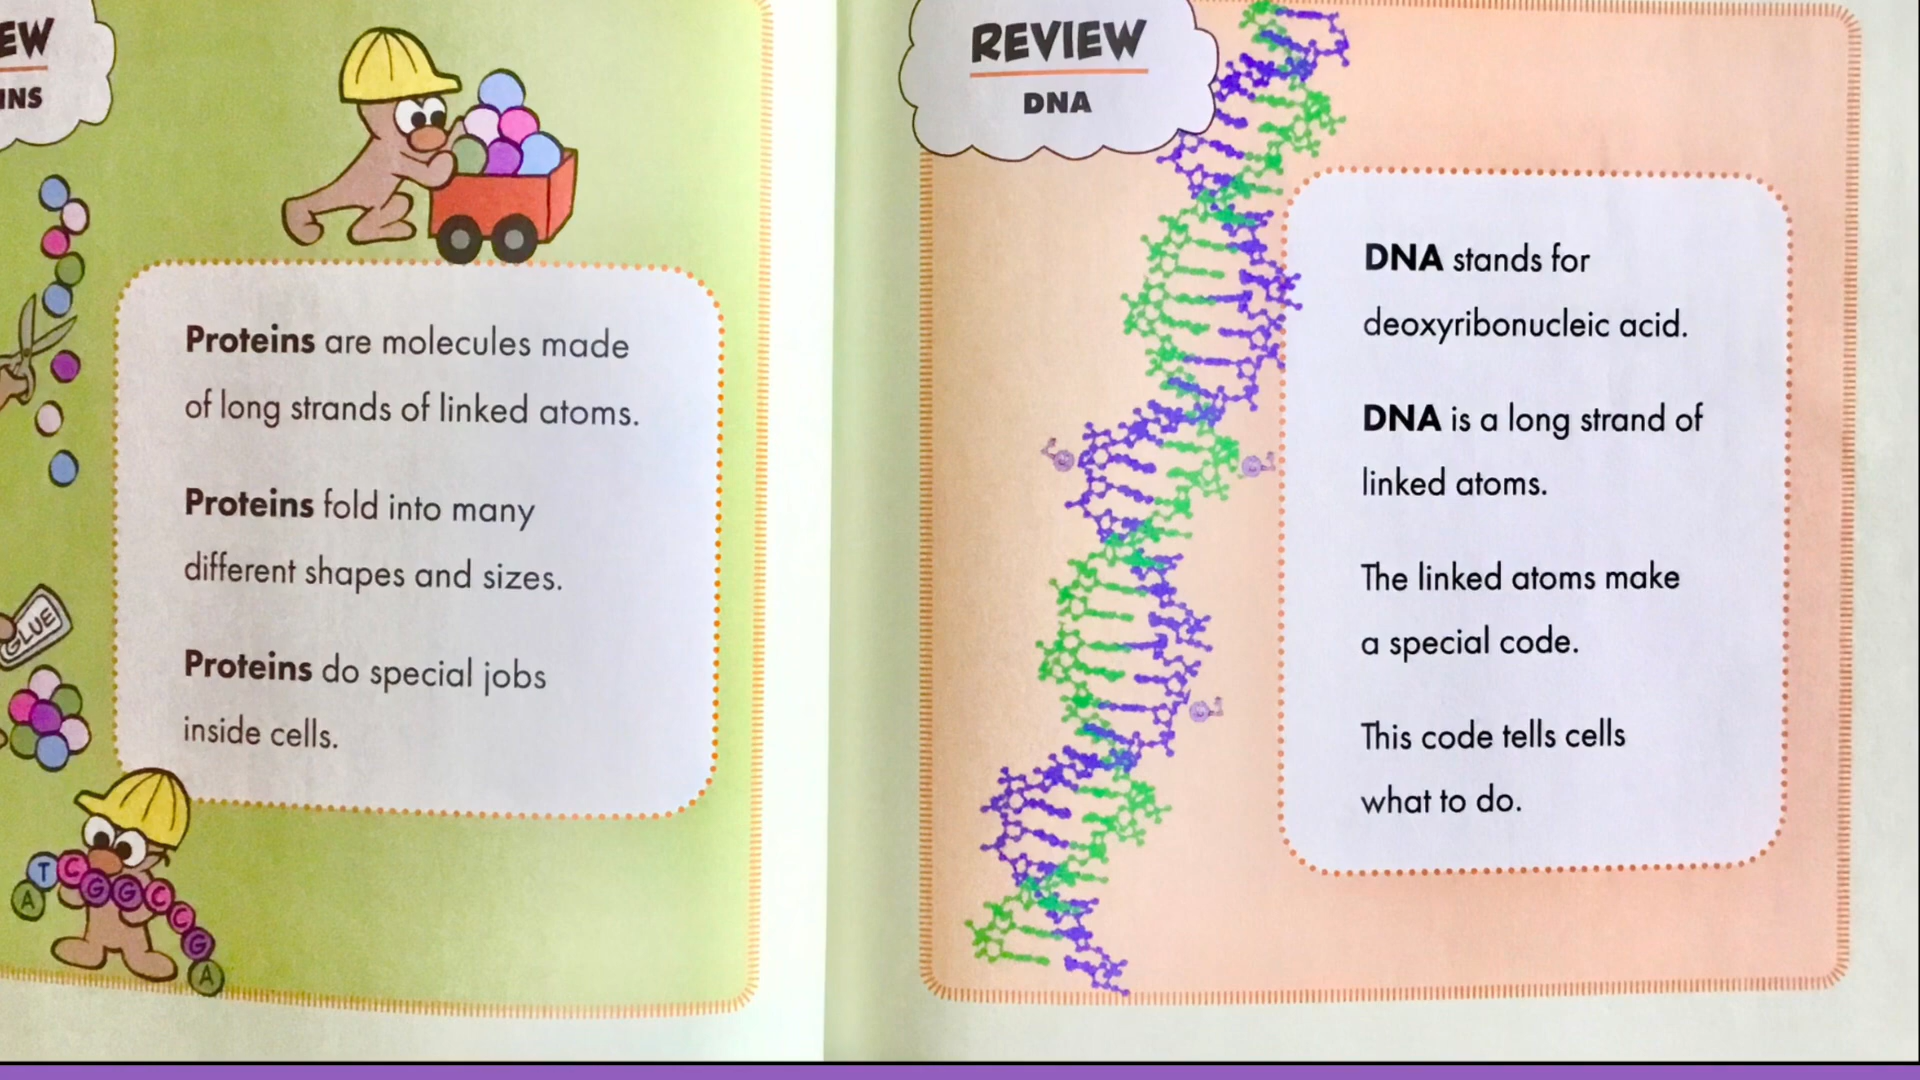 EW
INS
Proteins are molecules made
of long strands of linked atoms.
Proteins fold into many
different shapes and sizes.
Proteins do special jobs
inside cells.
GLUE
A T C G G C C G A
REVIEW
DNA
DNA stands for
deoxyribonucleic acid.
DNA is a long strand of
linked atoms.
The linked atoms make
a special code.
This code tells cells
what to do.